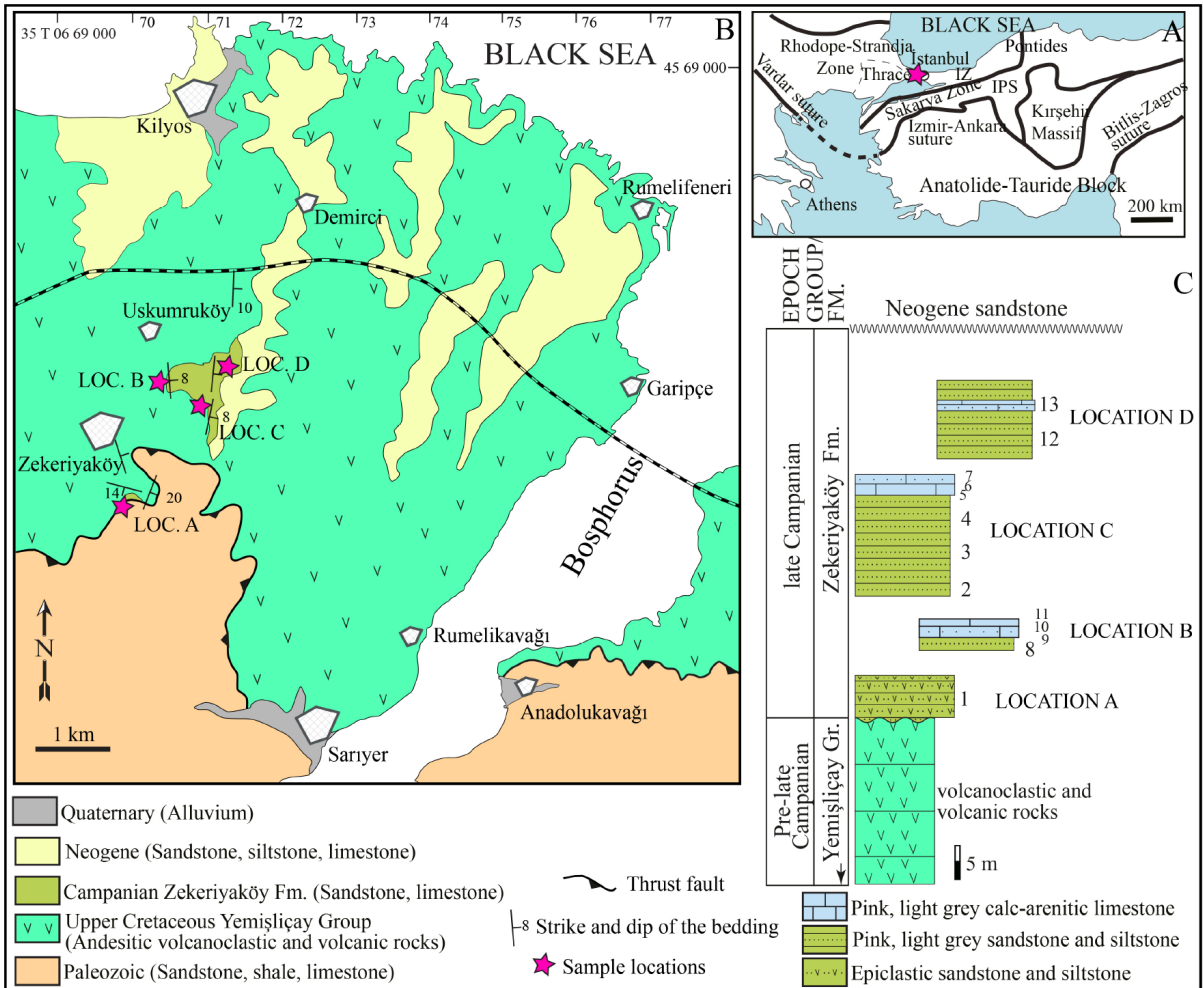 35 T 06 69 000
70
71
72
73
74
75
76
77
B
BLACK SEA
45 69 000
Kilyos
Demirci
Rumelifeneri
Uskumruköy
10
LOC. B
8
LOC. D
8
LOC. C
Garipçe
Zekeriyaköy
14
20
LOC. A
Bosphorus
N
Rumelikavağı
Anadolukavağı
1 km
Sarıyer
A
BLACK SEA
Rhodope-Strandja
Zone
İstanbul
Pontides
Thrace
IZ
Vardar suture
Sakarya Zone
IPS
Izmir-Ankara
suture
Kırşehir
Massif
Bitlis-Zagros
suture
Anatolide-Tauride Block
Athens
200 km
C
EPOCH
GROUP/
FM.
Neogene sandstone
late Campanian
Zekeriyaköy Fm.
13
12
LOCATION D
7
6
5
4
3
2
LOCATION C
11
10
9
8
LOCATION B
1
LOCATION A
Pre-late
Campanian
Yemişliçay Gr.
volcanoclastic and
volcanic rocks
5 m
Quaternary (Alluvium)
Neogene (Sandstone, siltstone, limestone)
Campanian Zekeriyaköy Fm. (Sandstone, limestone)
Upper Cretaceous Yemişliçay Group
(Andesitic volcanoclastic and volcanic rocks)
Paleozoic (Sandstone, shale, limestone)
Thrust fault
8 Strike and dip of the bedding
Sample locations
Pink, light grey calc-arenitic limestone
Pink, light grey sandstone and siltstone
Epiclastic sandstone and siltstone